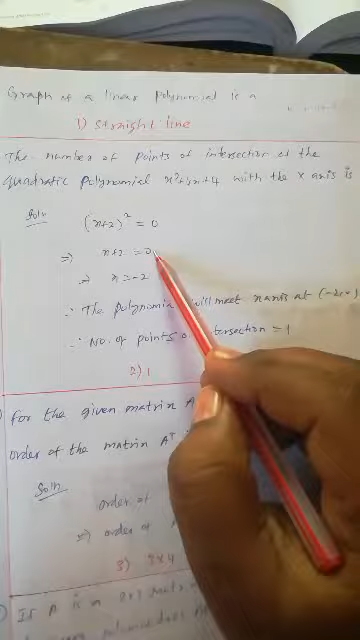 Graph of a linear Polynomial is a
1) Straight line
The number of points of intersection of the
quadratic Polynomial x²+4x+4 with the X axis is
Soln
(x+2)² = 0
⇒ x+2 = 0
⇒ x = -2
∴ The polynomial will meet x axis at (-2,0)
∴ No. of points of intersection = 1
2) 1
For the given matrix A
order of the matrix Aᵀ
Soln
order of
⇒ order of
3) 3x4
If P is a